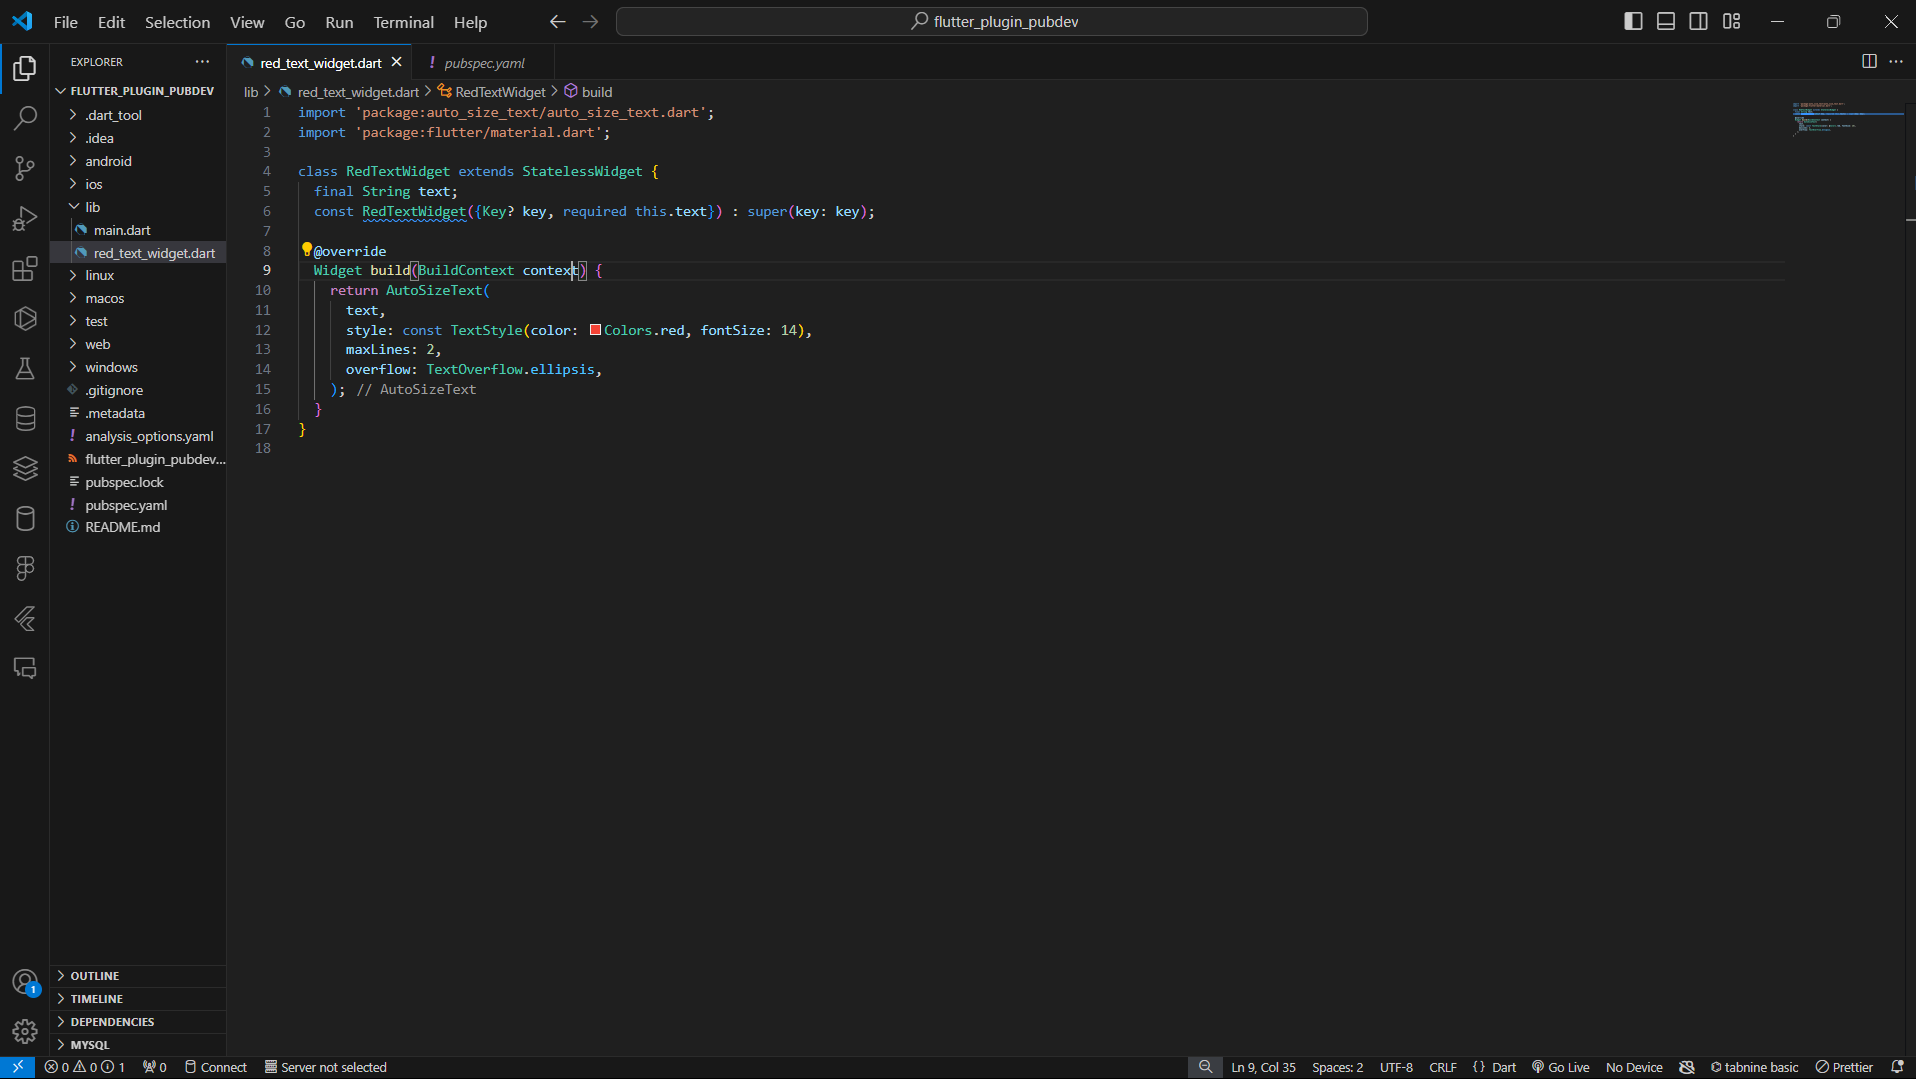 File Edit Selection View Go Run Terminal Help
flutter_plugin_pubdev
EXPLORER
FLUTTER_PLUGIN_PUBDEV
.dart_tool
.idea
android
ios
lib
main.dart
red_text_widget.dart
linux
macos
test
web
windows
.gitignore
.metadata
analysis_options.yaml
flutter_plugin_pubdev...
pubspec.lock
pubspec.yaml
README.md
OUTLINE
TIMELINE
DEPENDENCIES
MYSQL
red_text_widget.dart
pubspec.yaml
lib > red_text_widget.dart > RedTextWidget > build
1 import 'package:auto_size_text/auto_size_text.dart';
2 import 'package:flutter/material.dart';
3
4 class RedTextWidget extends StatelessWidget {
5 final String text;
6 const RedTextWidget({Key? key, required this.text}) : super(key: key);
7
8 @override
9 Widget build(BuildContext context) {
10 return AutoSizeText(
11 text,
12 style: const TextStyle(color: Colors.red, fontSize: 14),
13 maxLines: 2,
14 overflow: TextOverflow.ellipsis,
15 ); // AutoSizeText
16 }
17 }
18
1
0 0 1 0 Connect Server not selected
Ln 9, Col 35 Spaces: 2 UTF-8 CRLF {} Dart Go Live No Device tabnine basic Prettier